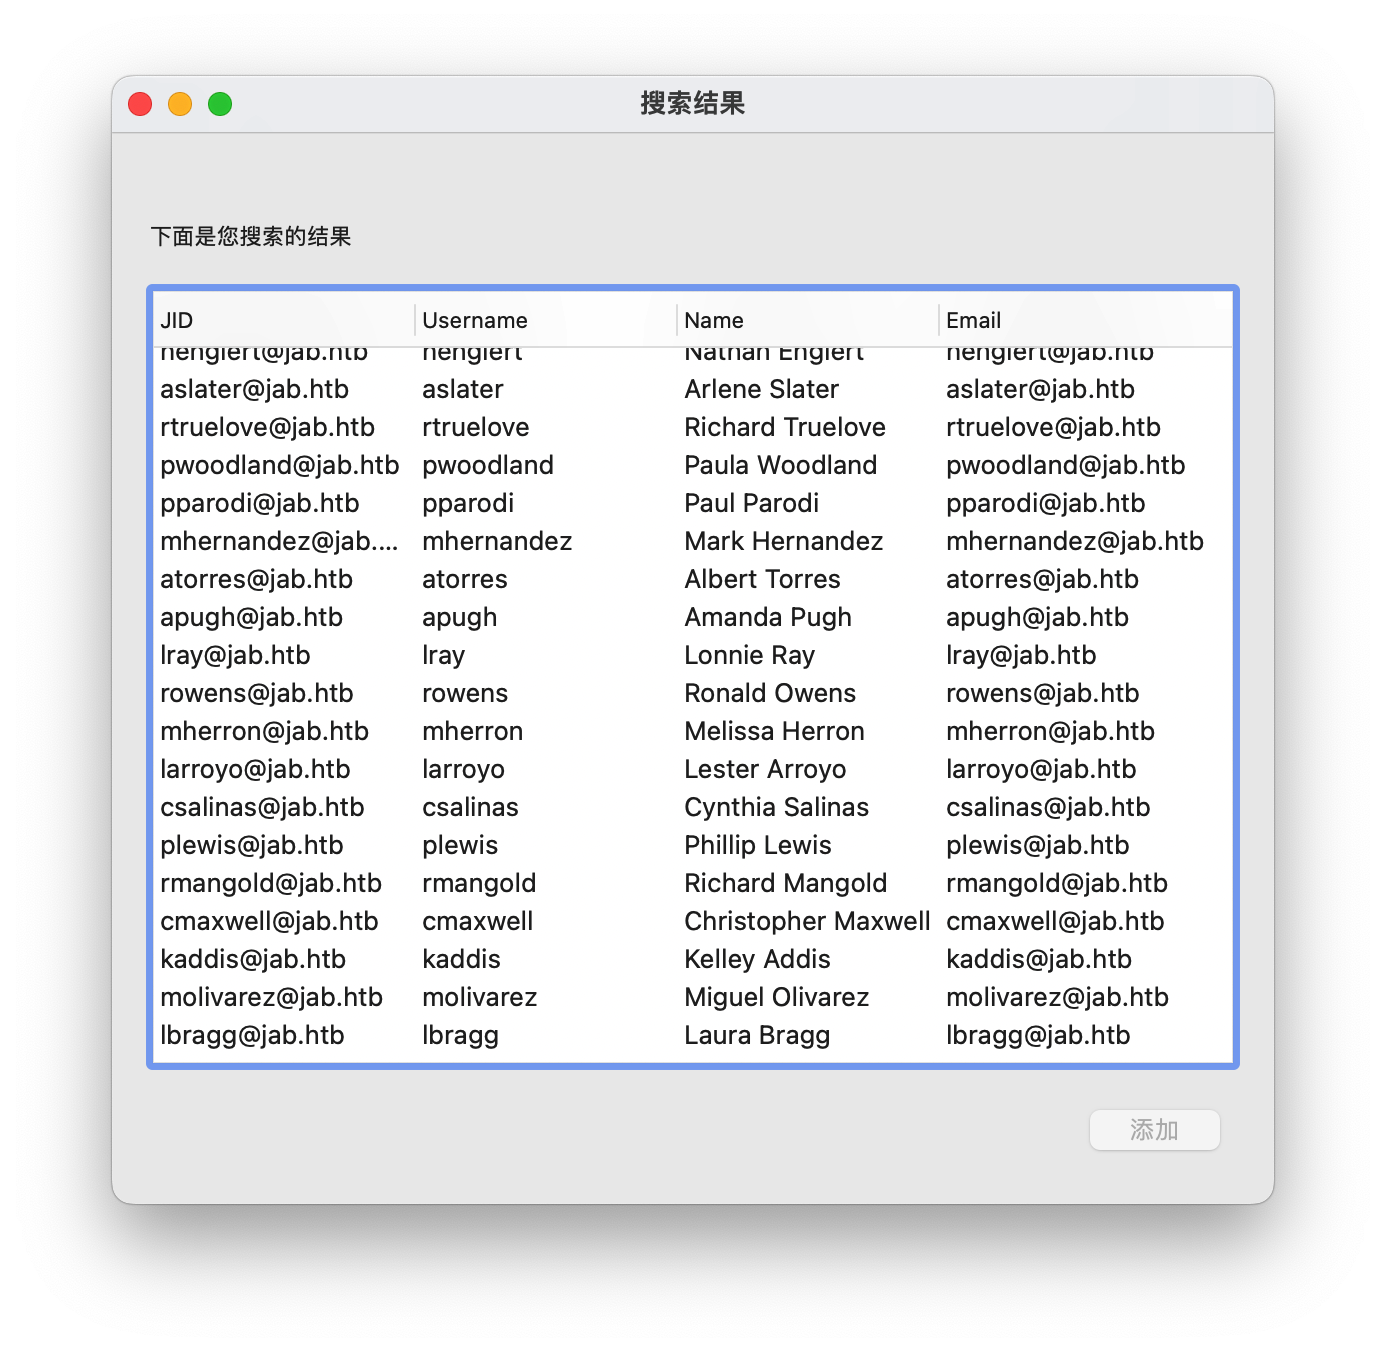 搜索结果
下面是您搜索的结果
JID Username Name Email
nenglert@jab.htb nenglert Nathan Englert nenglert@jab.htb
aslater@jab.htb aslater Arlene Slater aslater@jab.htb
rtruelove@jab.htb rtruelove Richard Truelove rtruelove@jab.htb
pwoodland@jab.htb pwoodland Paula Woodland pwoodland@jab.htb
pparodi@jab.htb pparodi Paul Parodi pparodi@jab.htb
mhernandez@jab.... mhernandez Mark Hernandez mhernandez@jab.htb
atorres@jab.htb atorres Albert Torres atorres@jab.htb
apugh@jab.htb apugh Amanda Pugh apugh@jab.htb
lray@jab.htb lray Lonnie Ray lray@jab.htb
rowens@jab.htb rowens Ronald Owens rowens@jab.htb
mherron@jab.htb mherron Melissa Herron mherron@jab.htb
larroyo@jab.htb larroyo Lester Arroyo larroyo@jab.htb
csalinas@jab.htb csalinas Cynthia Salinas csalinas@jab.htb
plewis@jab.htb plewis Phillip Lewis plewis@jab.htb
rmangold@jab.htb rmangold Richard Mangold rmangold@jab.htb
cmaxwell@jab.htb cmaxwell Christopher Maxwell cmaxwell@jab.htb
kaddis@jab.htb kaddis Kelley Addis kaddis@jab.htb
molivarez@jab.htb molivarez Miguel Olivarez molivarez@jab.htb
lbragg@jab.htb lbragg Laura Bragg lbragg@jab.htb
添加